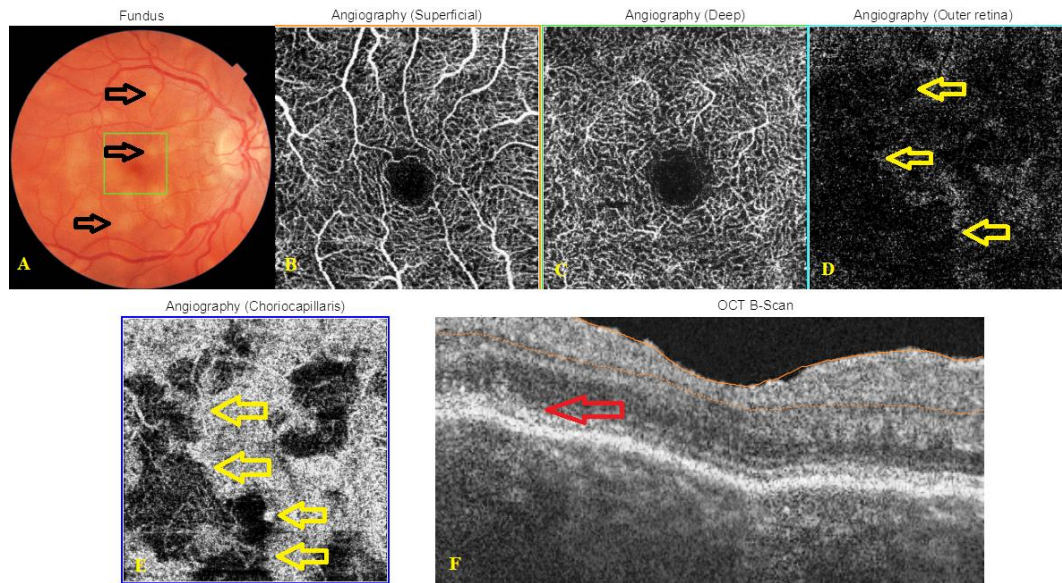 Fundus
Angiography (Superficial)
Angiography (Deep)
Angiography (Outer retina)
A
B
C
D
Angiography (Choriocapillaris)
OCT B-Scan
E
F